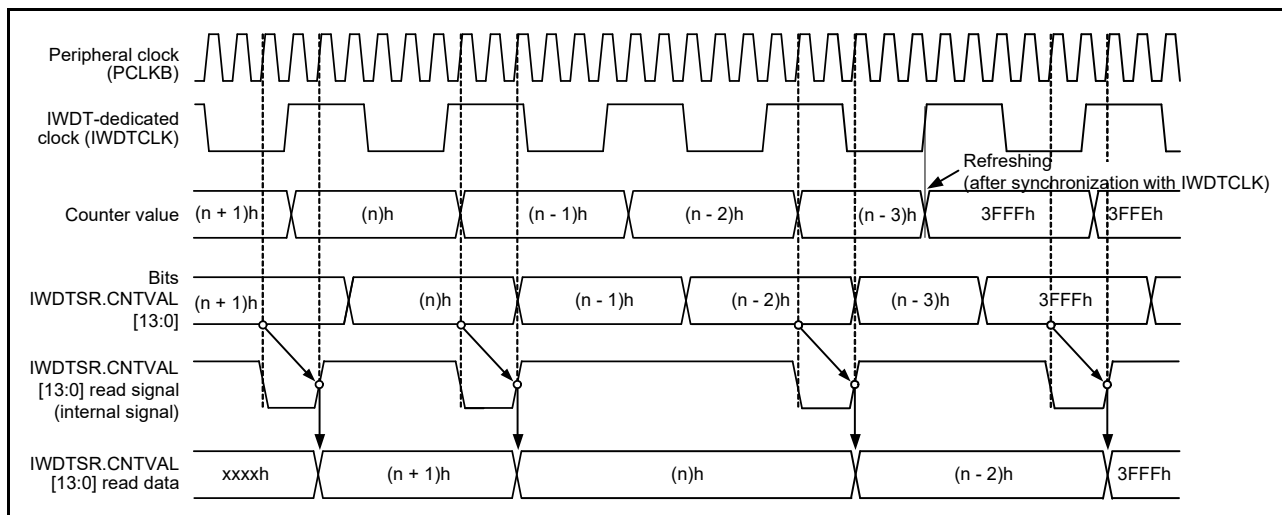 Peripheral clock
(PCLKB)
IWDT-dedicated
clock (IWDTCLK)
Refreshing
(after synchronization with IWDTCLK)
Counter value
(n + 1)h
(n)h
(n - 1)h
(n - 2)h
(n - 3)h
3FFFh
3FFEh
Bits
IWDTSR.CNTVAL
[13:0]
(n + 1)h
(n)h
(n - 1)h
(n - 2)h
(n - 3)h
3FFFh
IWDTSR.CNTVAL
[13:0] read signal
(internal signal)
IWDTSR.CNTVAL
[13:0] read data
xxxxh
(n + 1)h
(n)h
(n - 2)h
3FFFh